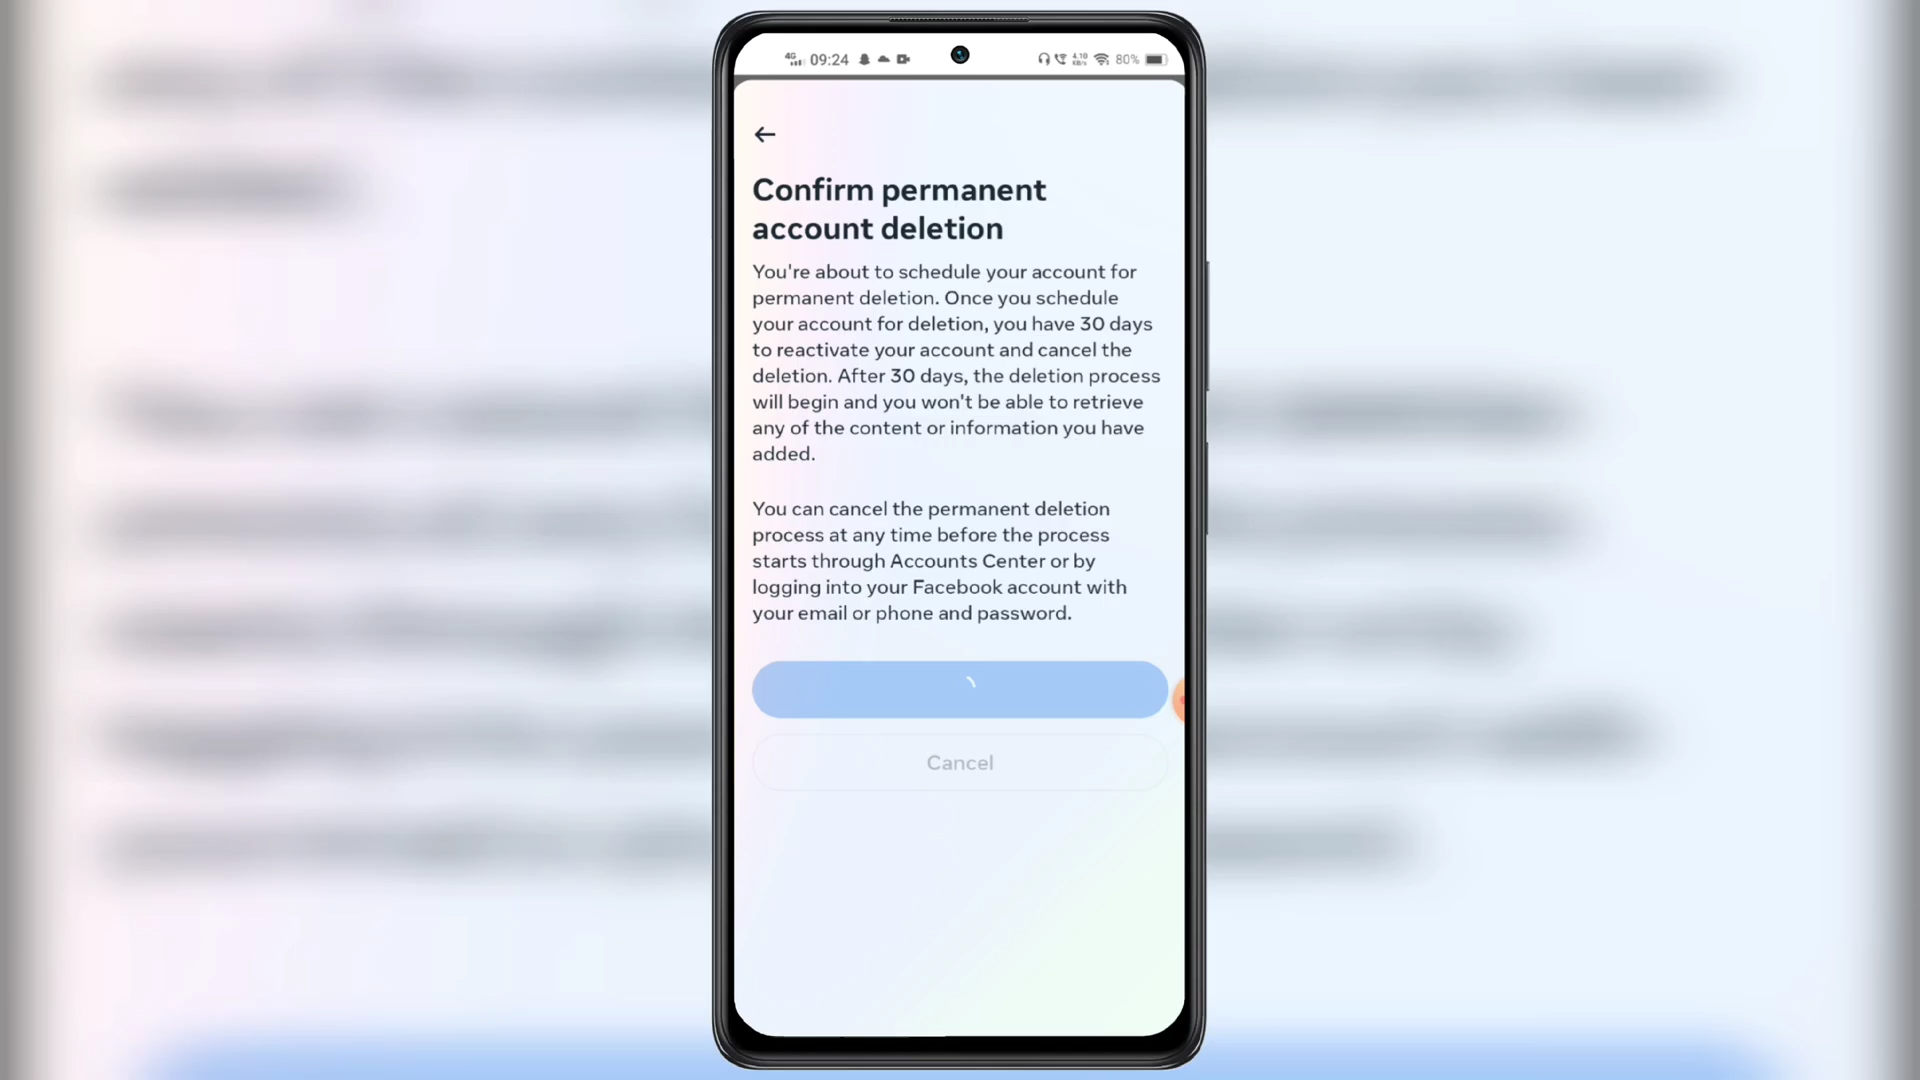 4G 09:24 4.10 KB/s 80%
Confirm permanent
account deletion
You're about to schedule your account for
permanent deletion. Once you schedule
your account for deletion, you have 30 days
to reactivate your account and cancel the
deletion. After 30 days, the deletion process
will begin and you won't be able to retrieve
any of the content or information you have
added.
You can cancel the permanent deletion
process at any time before the process
starts through Accounts Center or by
logging into your Facebook account with
your email or phone and password.
Cancel